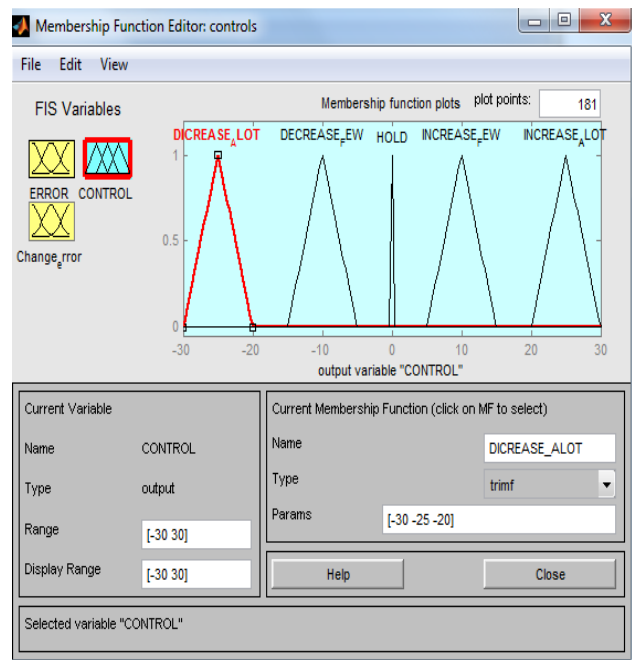 Membership Function Editor: controls
File Edit View
FIS Variables
Membership function plots plot points: 181
DICREASE_ALOT DECREASE_FEW HOLD INCREASE_FEW INCREASE_ALOT
ERROR CONTROL
Change_error
1
0.5
0
-30 -20 -10 0 10 20 30
output variable "CONTROL"
Current Variable
Name CONTROL
Type output
Range [-30 30]
Display Range [-30 30]
Current Membership Function (click on MF to select)
Name DICREASE_ALOT
Type trimf
Params [-30 -25 -20]
Help Close
Selected variable "CONTROL"